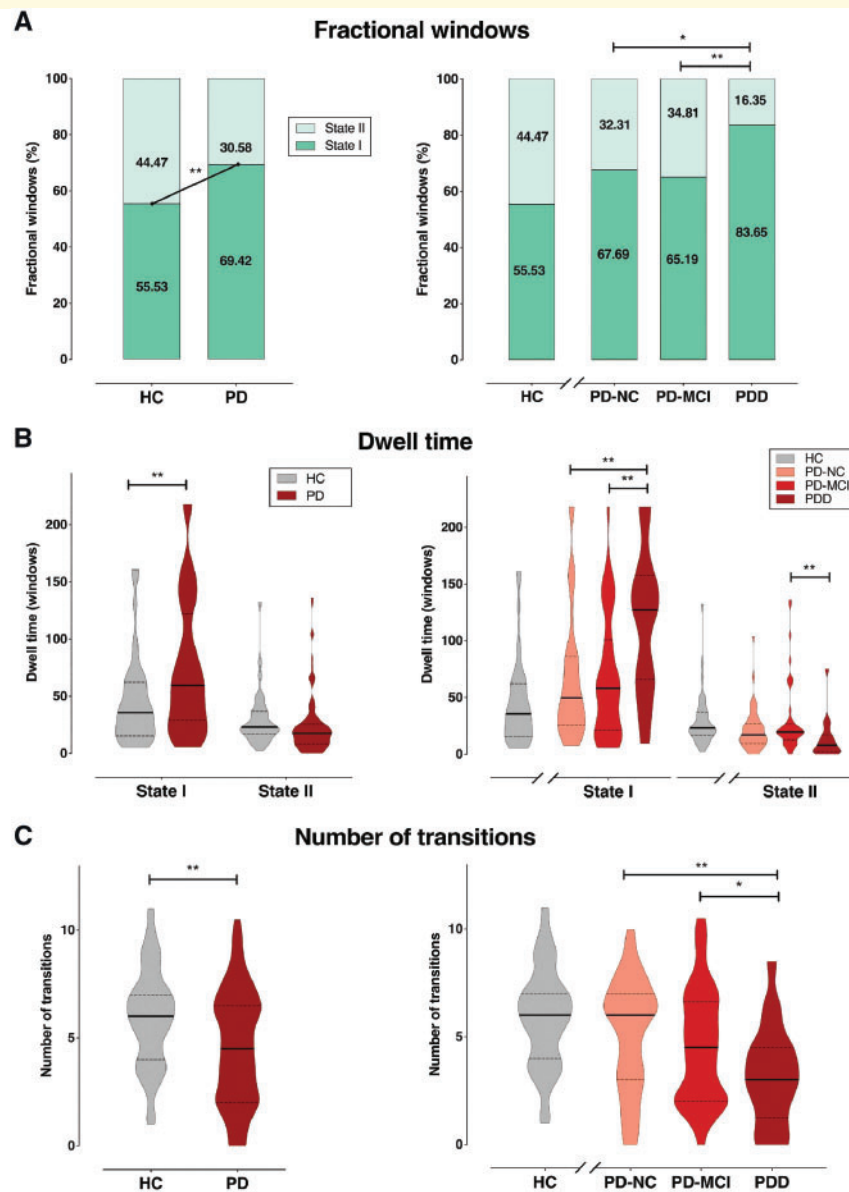 A
Fractional windows
Fractional windows (%)
100
80
60
40
20
0
44.47
55.53
30.58
69.42
**
HC
PD
State II
State I
*
**
Fractional windows (%)
100
80
60
40
20
0
44.47
55.53
32.31
67.69
34.81
65.19
16.35
83.65
HC
PD-NC
PD-MCI
PDD
B
Dwell time
Dwell time (windows)
200
150
100
50
0
**
HC
PD
State I
State II
Dwell time (windows)
200
150
100
50
0
**
**
**
HC
PD-NC
PD-MCI
PDD
State I
State II
C
Number of transitions
Number of transitions
10
5
0
**
HC
PD
Number of transitions
10
5
0
**
*
HC
PD-NC
PD-MCI
PDD